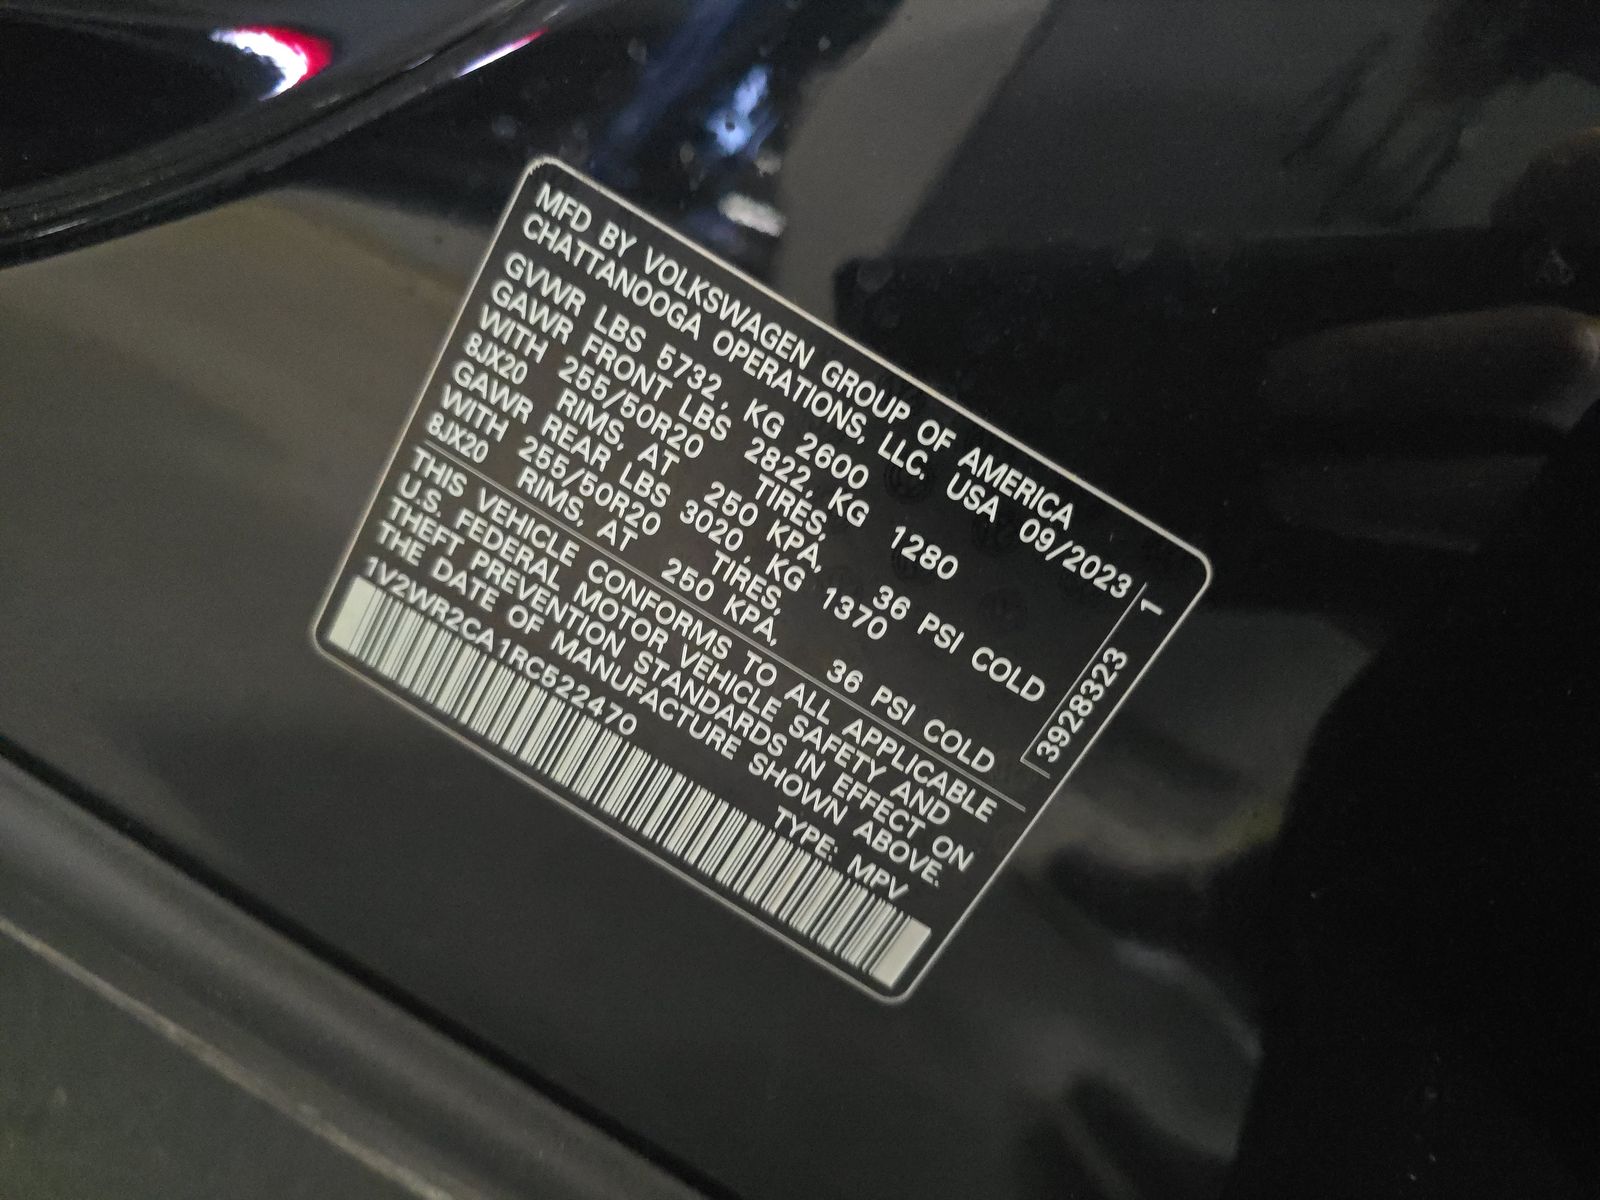 MFD BY VOLKSWAGEN GROUP OF AMERICA
CHATTANOOGA OPERATIONS, LLC. USA 09/2023 1
GVWR LBS 5732, KG 2600
GAWR FRONT LBS 2822, KG 1280
WITH 255/50R20 TIRES,
8JX20 RIMS, AT 250 KPA, 36 PSI COLD
GAWR REAR LBS 3020, KG 1370
WITH 255/50R20 TIRES,
8JX20 RIMS, AT 250 KPA, 36 PSI COLD
3928323
THIS VEHICLE CONFORMS TO ALL APPLICABLE
U.S. FEDERAL MOTOR VEHICLE SAFETY AND
THEFT PREVENTION STANDARDS IN EFFECT ON
THE DATE OF MANUFACTURE SHOWN ABOVE.
1V2WR2CA1RC522470 TYPE: MPV